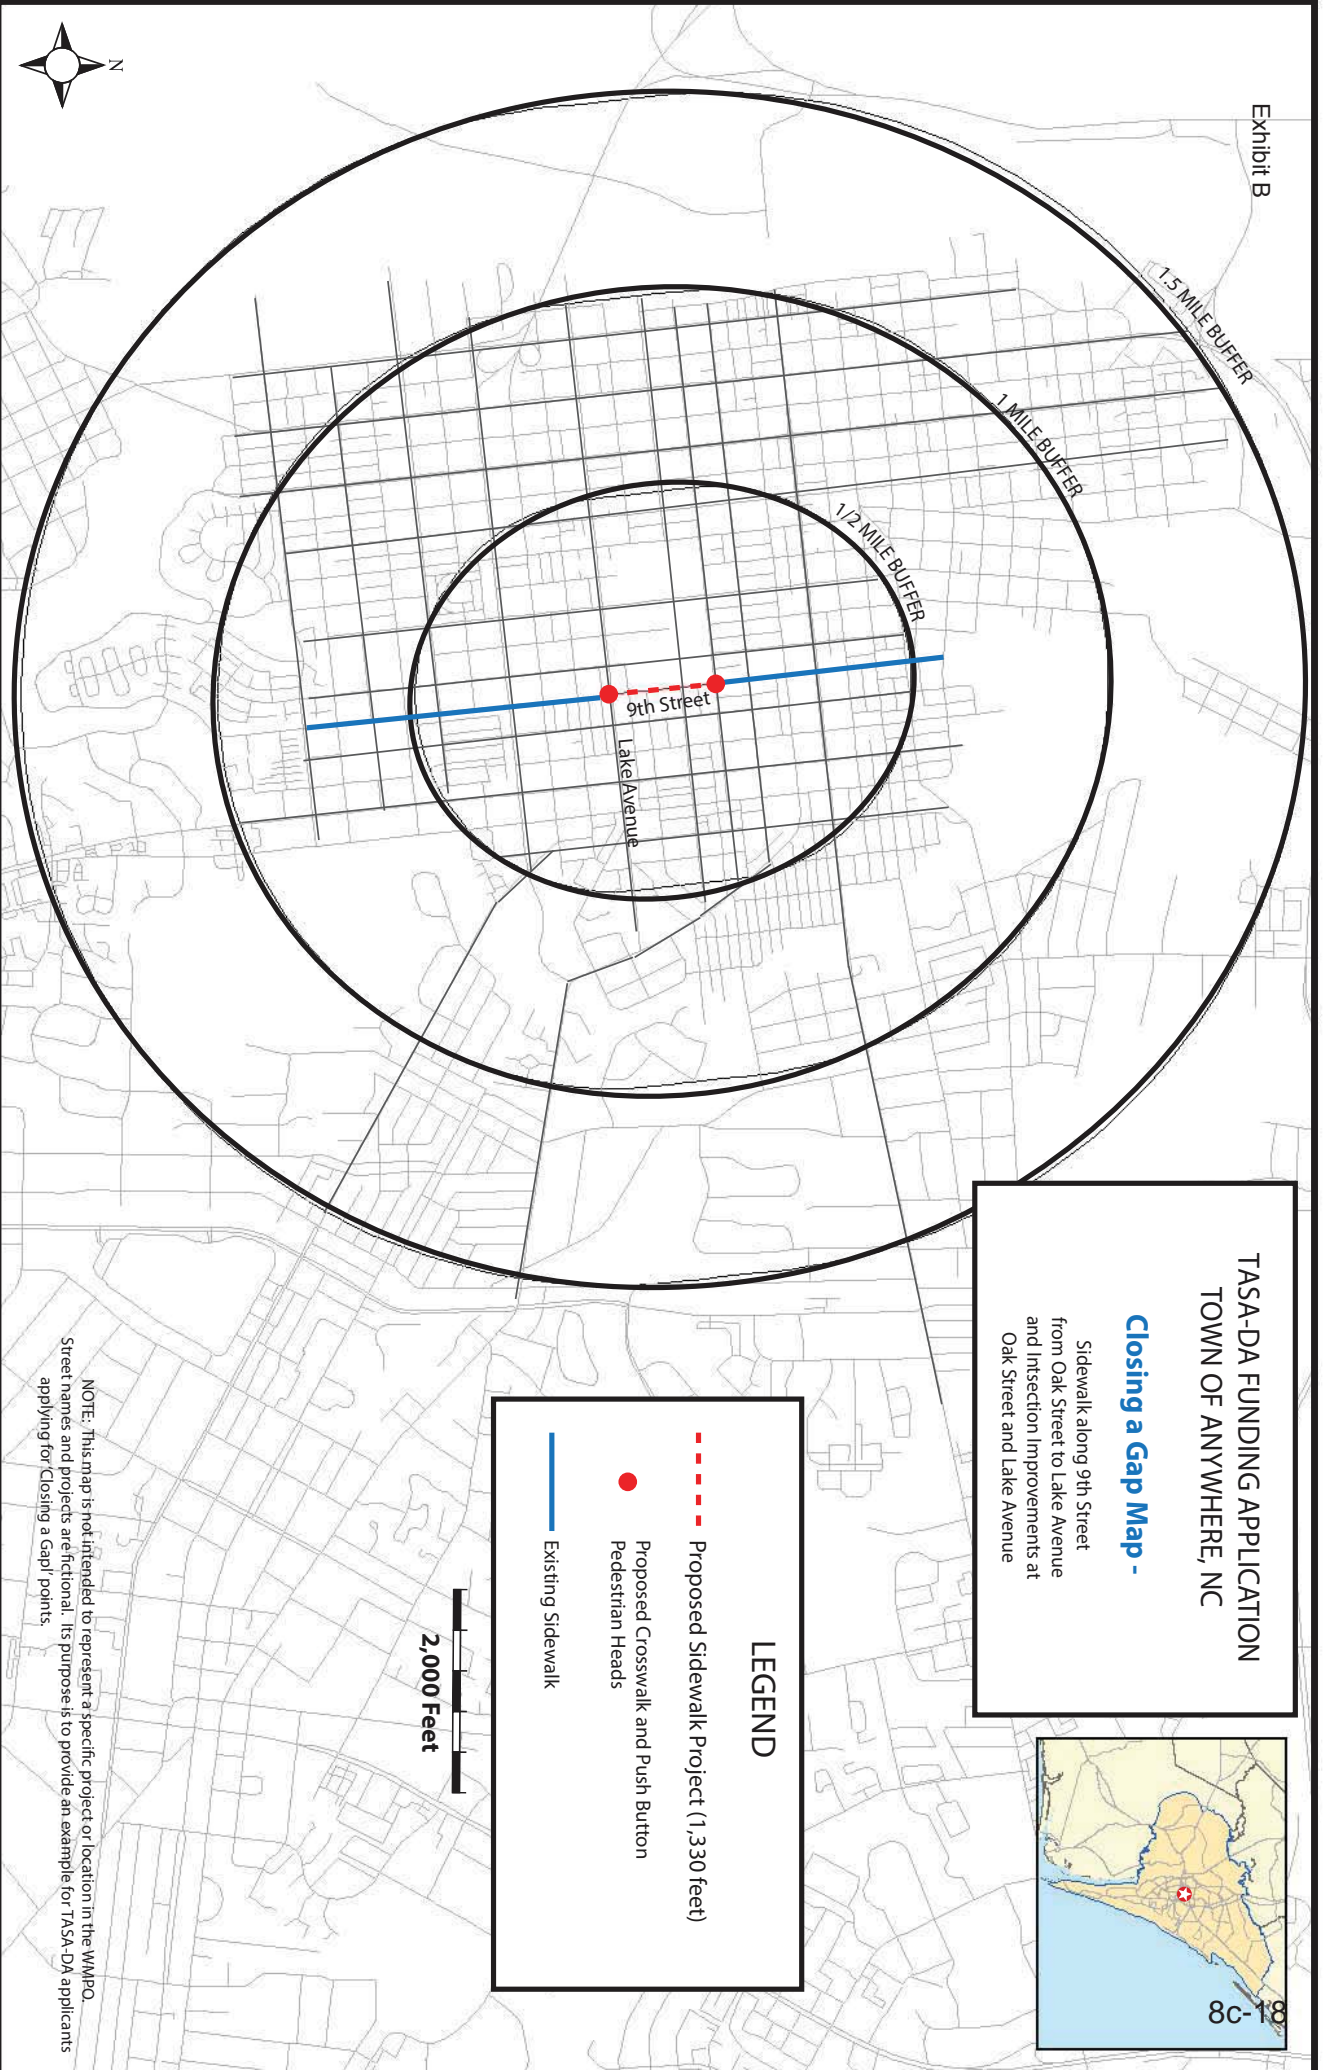 Exhibit B
8c-18
N
1.5 MILE BUFFER
1 MILE BUFFER
1/2 MILE BUFFER
9th Street
Lake Avenue
TASA-DA FUNDING APPLICATION
TOWN OF ANYWHERE, NC
Closing a Gap Map -
Sidewalk along 9th Street
from Oak Street to Lake Avenue
and Intsection Improvements at
Oak Street and Lake Avenue
LEGEND
Proposed Sidewalk Project (1,330 feet)
Proposed Crosswalk and Push Button
Pedestrian Heads
Existing Sidewalk
2,000 Feet
NOTE: This map is not intended to represent a specific project or location in the WMPO.
Street names and projects are fictional. Its purpose is to provide an example for TASA-DA applicants
applying for 'Closing a Gap' points.